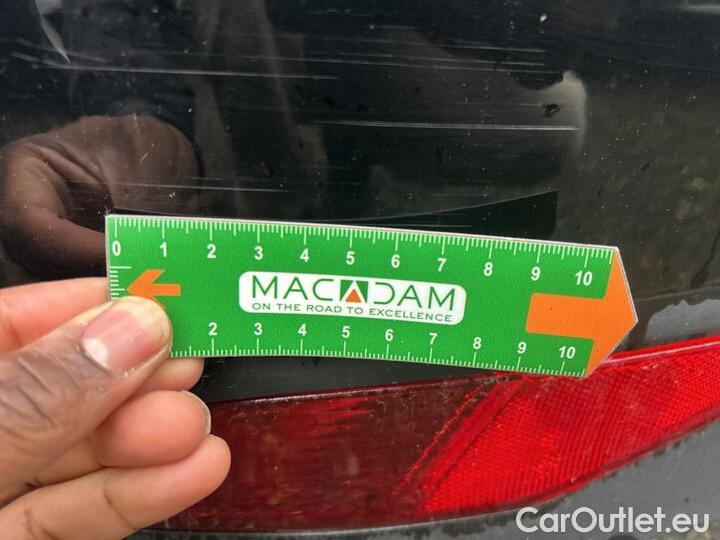 0 1 2 3 4 5 6 7 8 9 10
MACADAM
ON THE ROAD TO EXCELLENCE
2 3 4 5 6 7 8 9 10
CarOutlet.eu